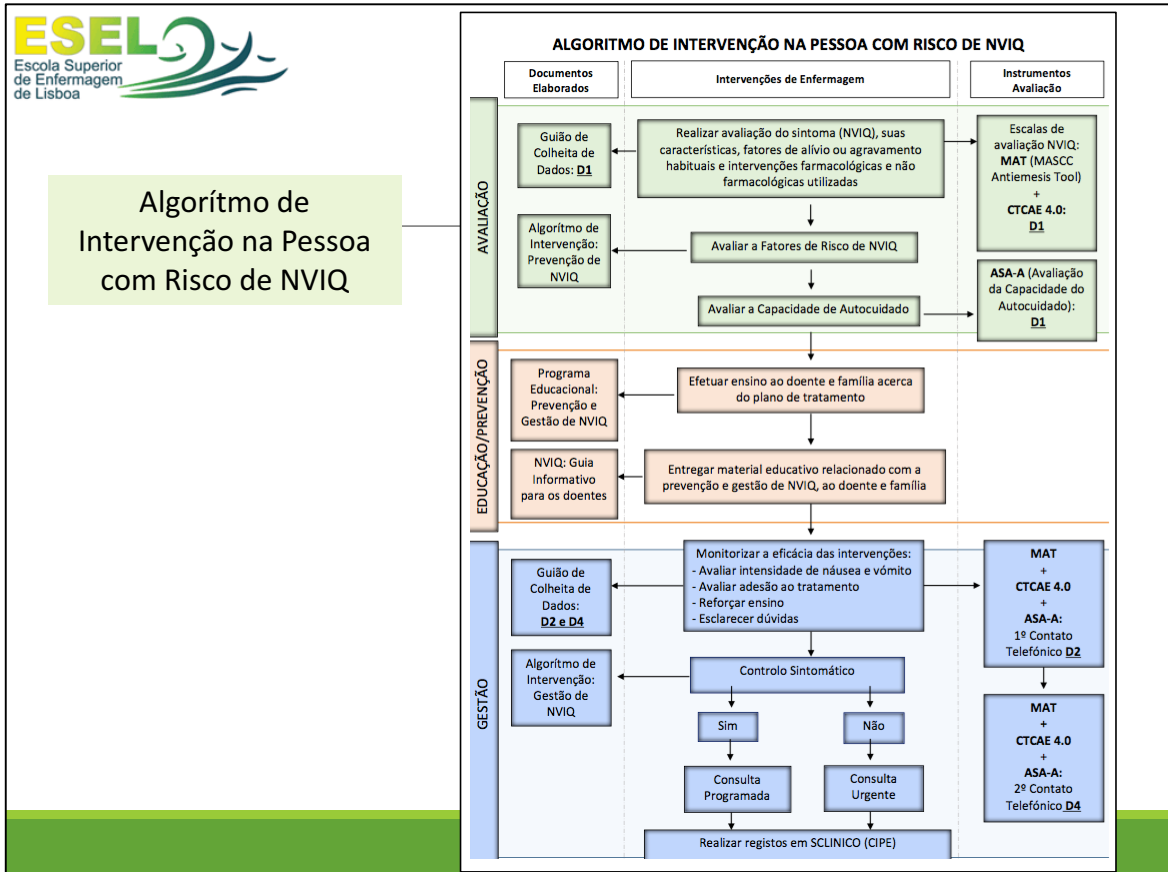 ESEL
Escola Superior
de Enfermagem
de Lisboa
Algorítmo de
Intervenção na Pessoa
com Risco de NVIQ
ALGORITMO DE INTERVENÇÃO NA PESSOA COM RISCO DE NVIQ
Documentos
Elaborados
Intervenções de Enfermagem
Instrumentos
Avaliação
AVALIAÇÃO
Guião de
Colheita de
Dados: D1
Realizar avaliação do sintoma (NVIQ), suas
características, fatores de alívio ou agravamento
habituais e intervenções farmacológicas e não
farmacológicas utilizadas
Escalas de
avaliação NVIQ:
MAT (MASCC
Antiemesis Tool)
+
CTCAE 4.0:
D1
Algorítmo de
Intervenção:
Prevenção de
NVIQ
Avaliar a Fatores de Risco de NVIQ
Avaliar a Capacidade de Autocuidado
ASA-A (Avaliação
da Capacidade do
Autocuidado):
D1
EDUCAÇÃO/PREVENÇÃO
Programa
Educacional:
Prevenção e
Gestão de NVIQ
Efetuar ensino ao doente e família acerca
do plano de tratamento
NVIQ: Guia
Informativo
para os doentes
Entregar material educativo relacionado com a
prevenção e gestão de NVIQ, ao doente e família
GESTÃO
Guião de
Colheita de
Dados:
D2 e D4
Monitorizar a eficácia das intervenções:
- Avaliar intensidade de náusea e vómito
- Avaliar adesão ao tratamento
- Reforçar ensino
- Esclarecer dúvidas
MAT
+
CTCAE 4.0
+
ASA-A:
1º Contato
Telefónico D2
Algorítmo de
Intervenção:
Gestão de
NVIQ
Controlo Sintomático
Sim
Não
Consulta
Programada
Consulta
Urgente
MAT
+
CTCAE 4.0
+
ASA-A:
2º Contato
Telefónico D4
Realizar registos em SCLINICO (CIPE)